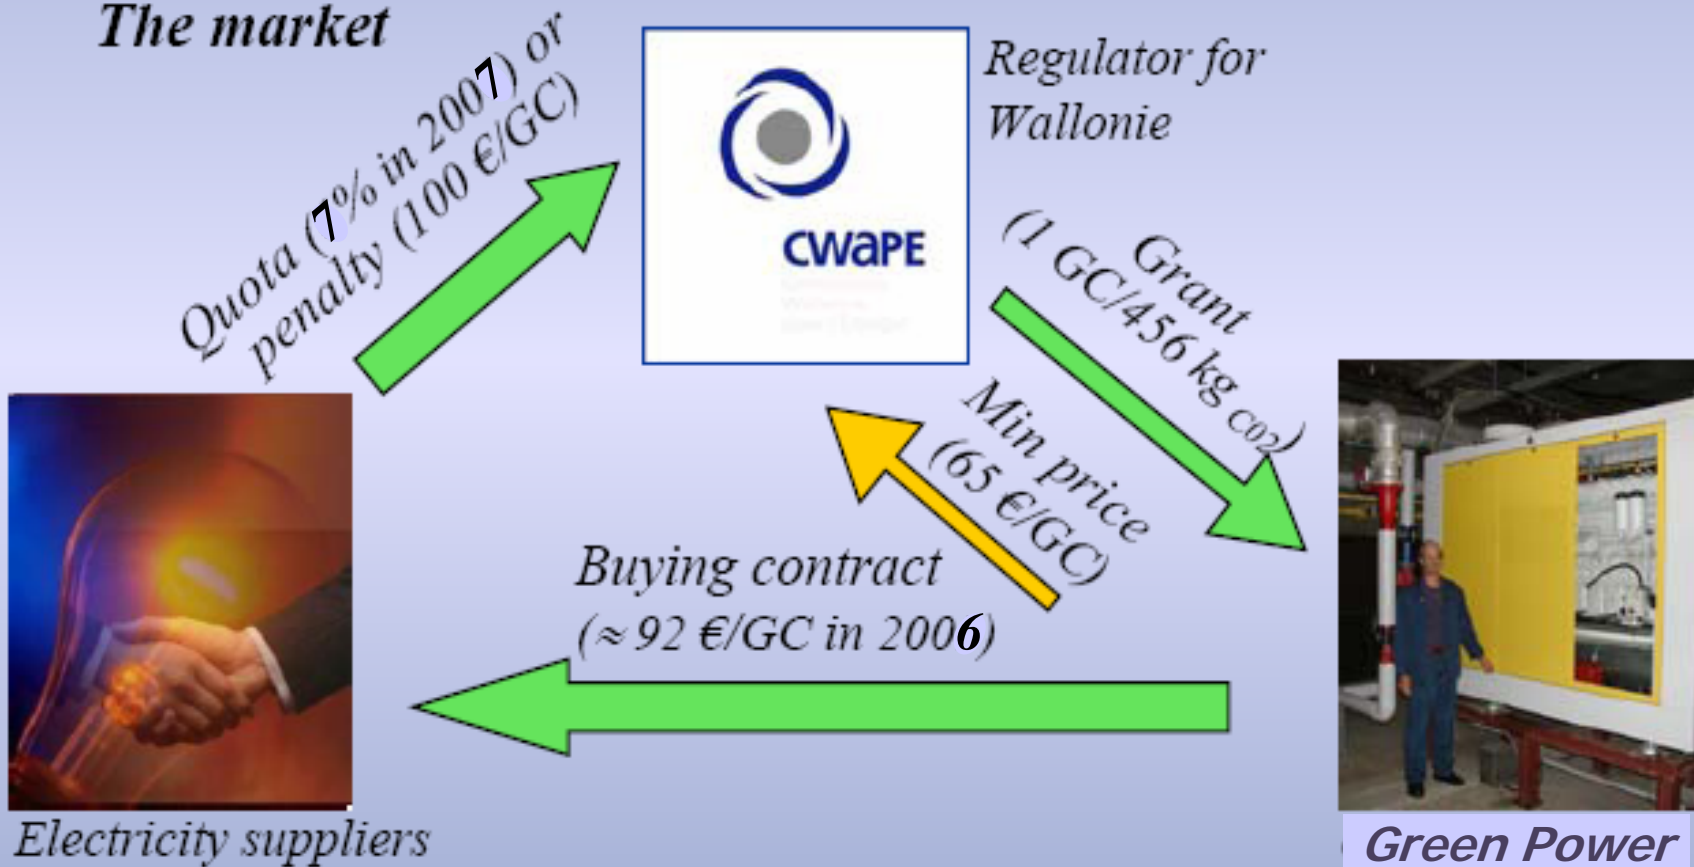 The market
Quota (7% in 2007) or
penalty (100 €/GC)
CWaPE
Regulator for
Wallonie
Grant
(1 GC/456 kg CO2)
Min price
(65 €/GC)
Buying contract
(≈ 92 €/GC in 2006)
Electricity suppliers
Green Power